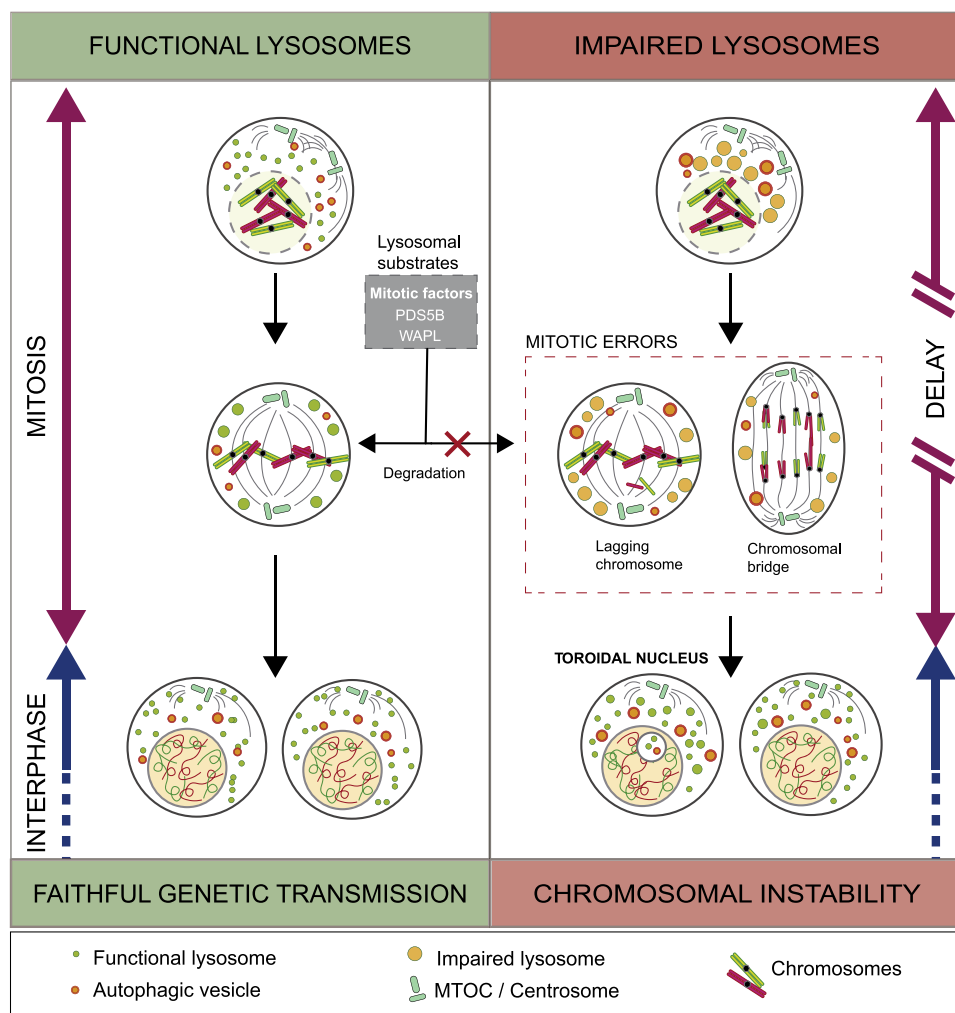 FUNCTIONAL LYSOSOMES
IMPAIRED LYSOSOMES
MITOSIS
Lysosomal
substrates
Mitotic factors
PDS5B
WAPL
Degradation
MITOTIC ERRORS
Lagging
chromosome
Chromosomal
bridge
DELAY
TOROIDAL NUCLEUS
INTERPHASE
FAITHFUL GENETIC TRANSMISSION
CHROMOSOMAL INSTABILITY
Functional lysosome
Impaired lysosome
Chromosomes
Autophagic vesicle
MTOC / Centrosome